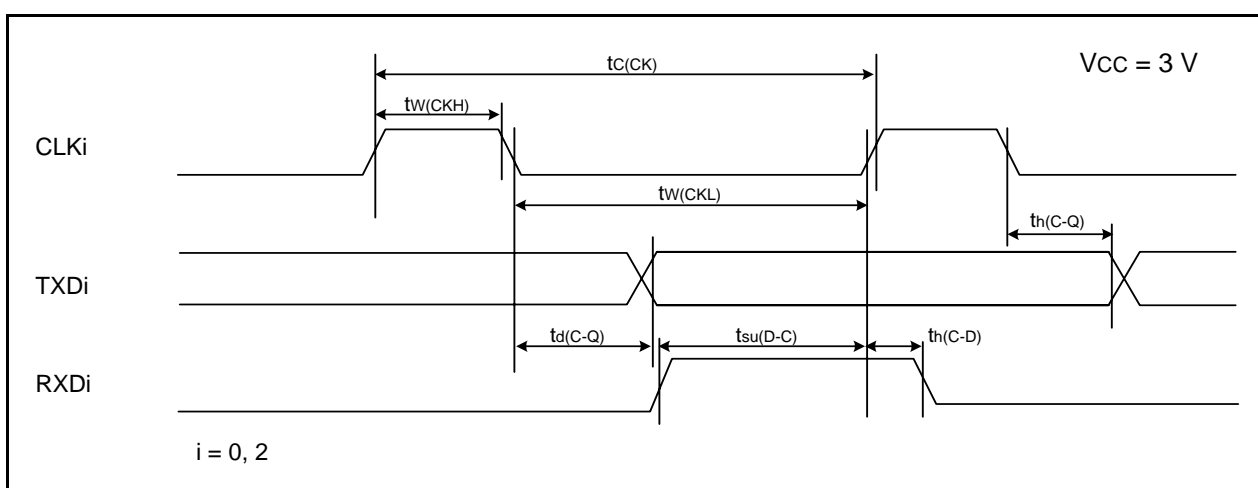 tC(CK)
VCC = 3 V
tW(CKH)
CLKi
tW(CKL)
th(C-Q)
TXDi
td(C-Q)
tsu(D-C)
th(C-D)
RXDi
i = 0, 2